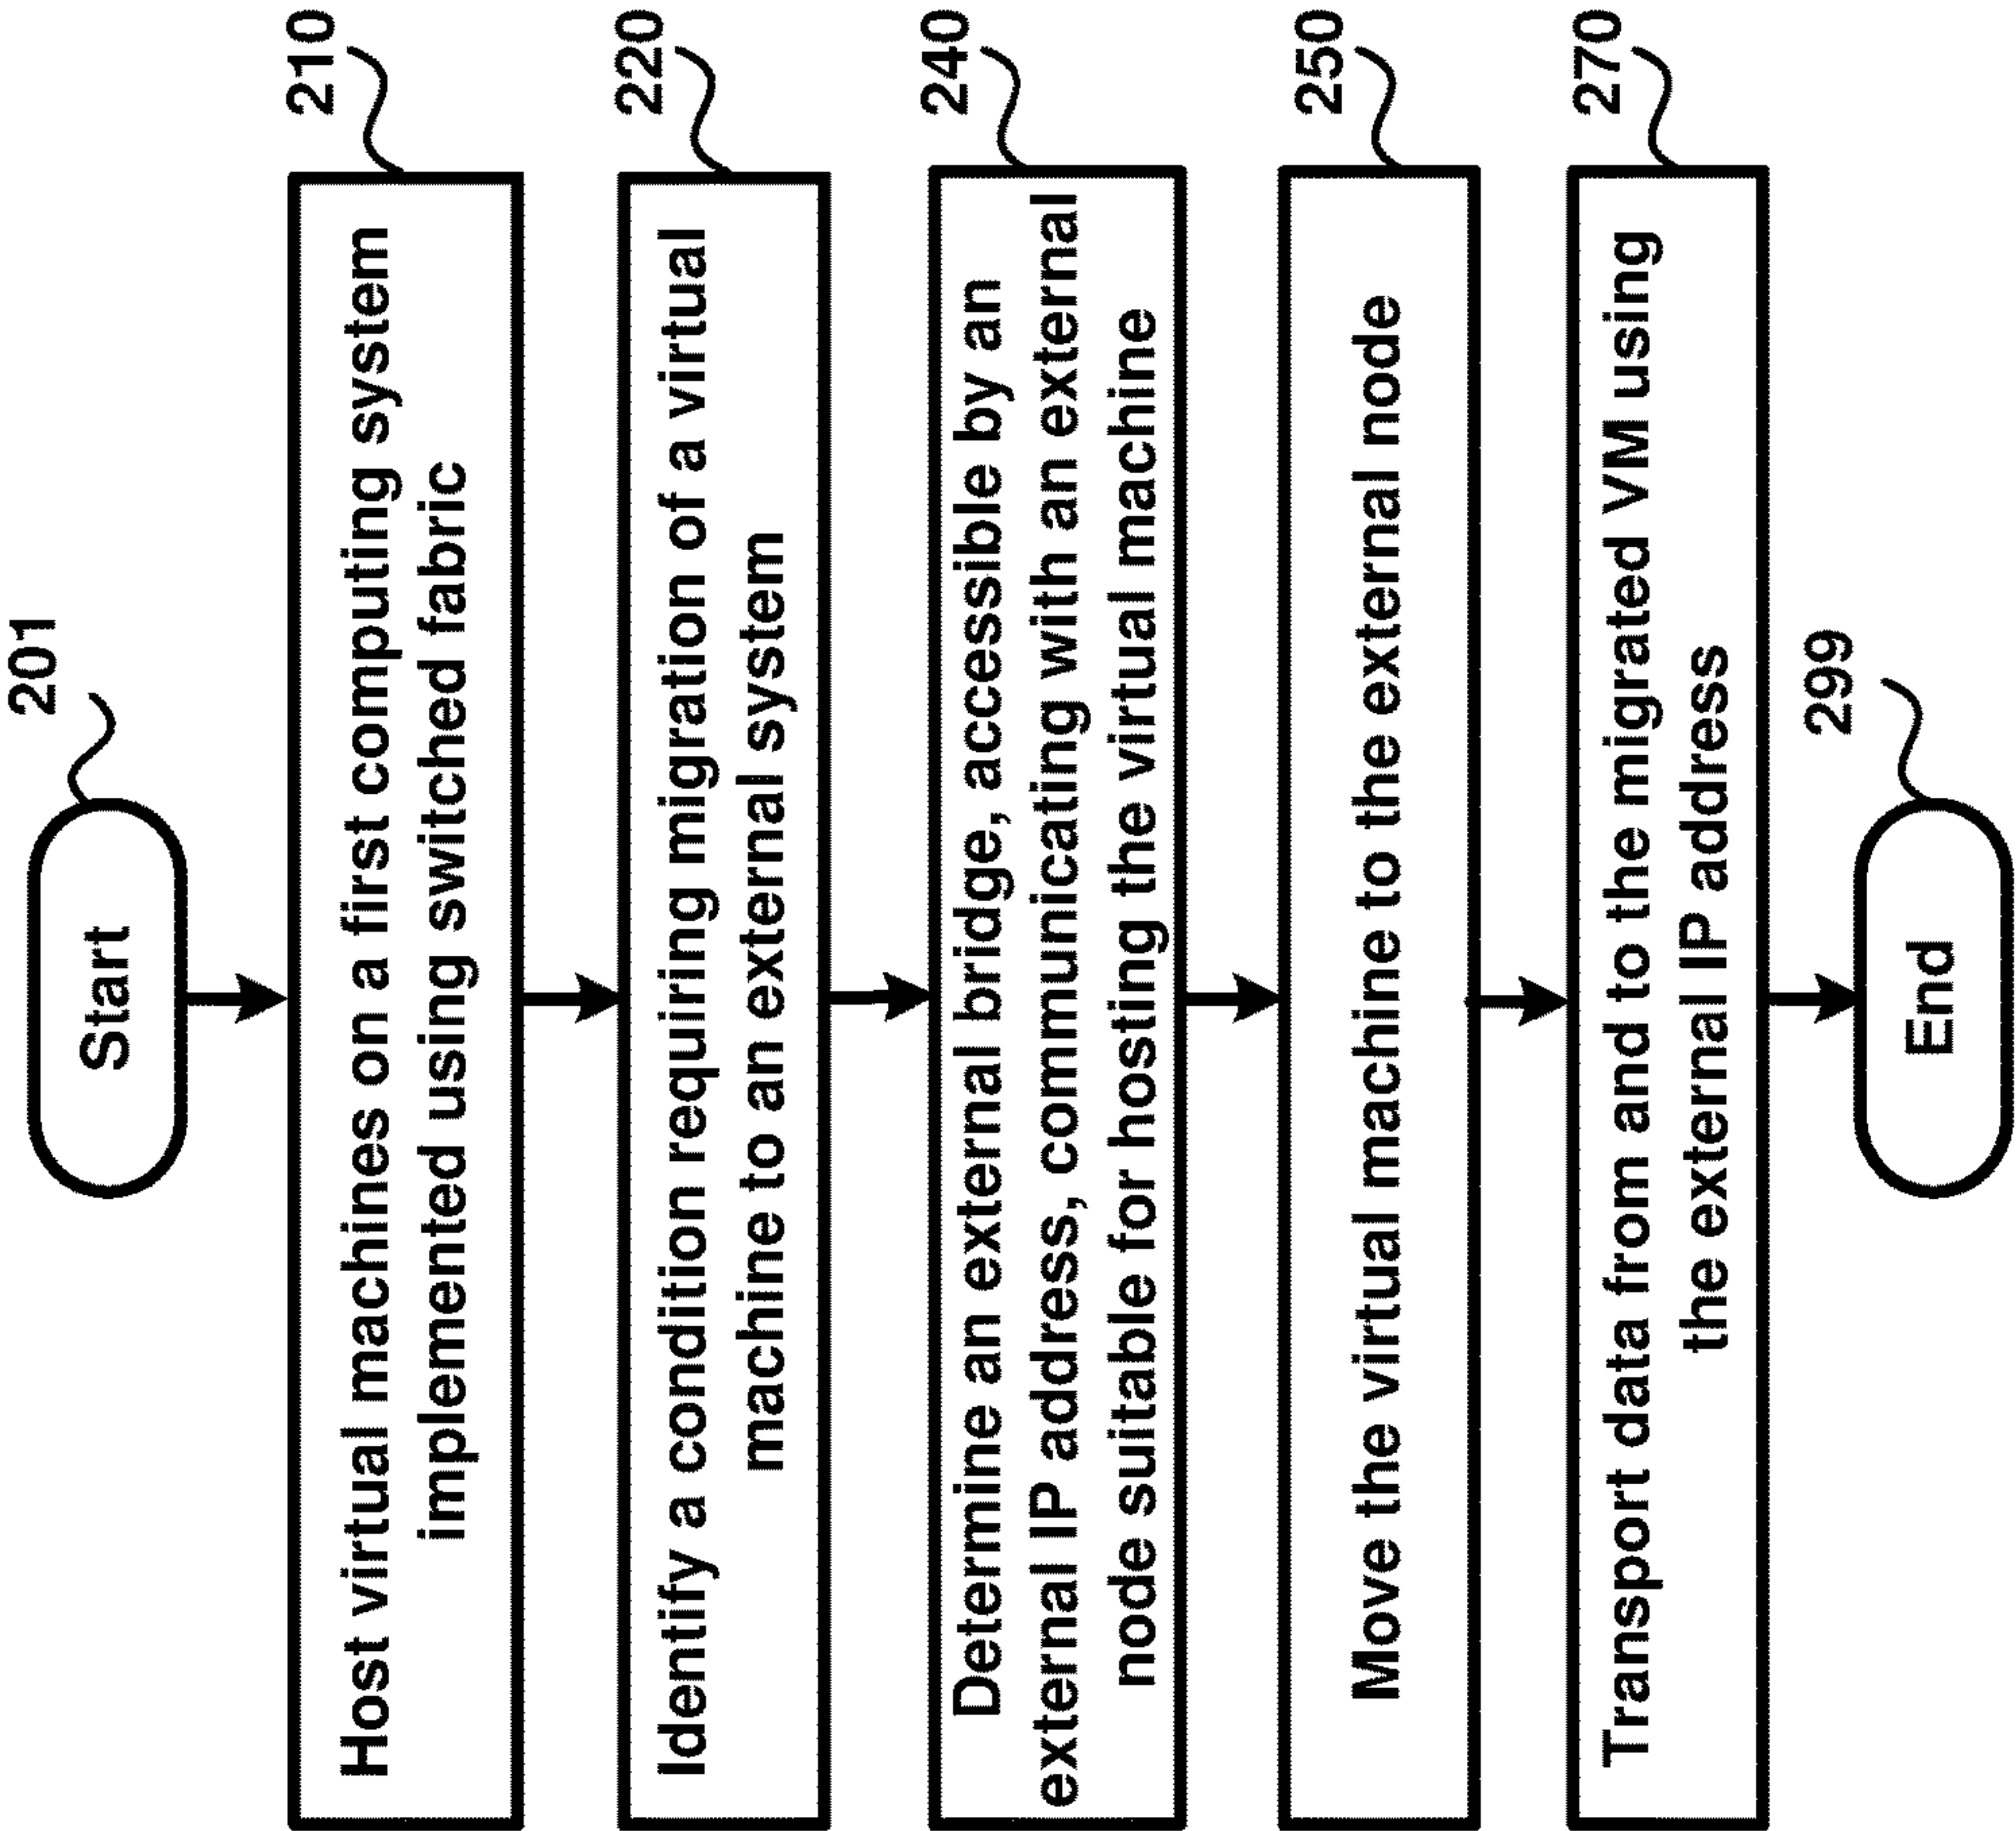 201
Start
210
Host virtual machines on a first computing system
implemented using switched fabric
220
Identify a condition requiring migration of a virtual
machine to an external system
240
Determine an external bridge, accessible by an
external IP address, communicating with an external
node suitable for hosting the virtual machine
250
Move the virtual machine to the external node
270
Transport data from and to the migrated VM using
the external IP address
299
End